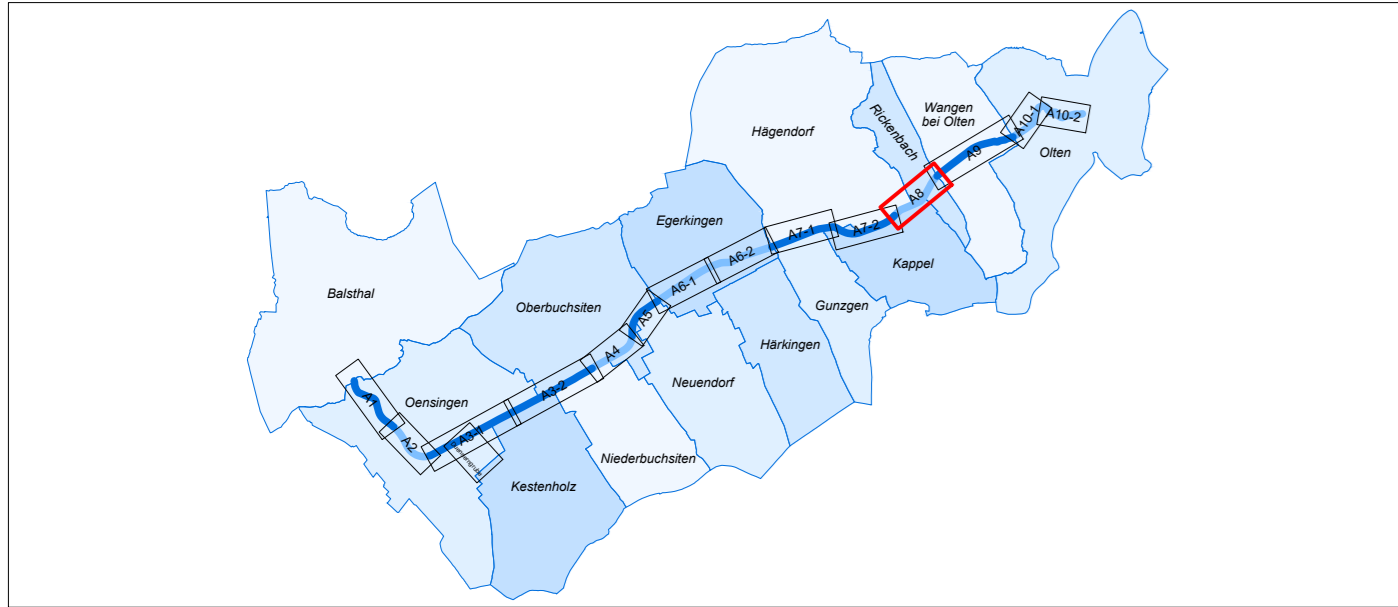 Hägendorf
Rickenbach
Wangen
bei Olten
A10-1
A10-2
Olten
A9
A8
Egerkingen
A7-1
A7-2
Kappel
A6-2
A6-1
Balsthal
Oberbuchsiten
Gunzgen
A5
Härkingen
A4
Neuendorf
A3-2
A1
Oensingen
A2
A3-1
Niederbuchsiten
Kestenholz